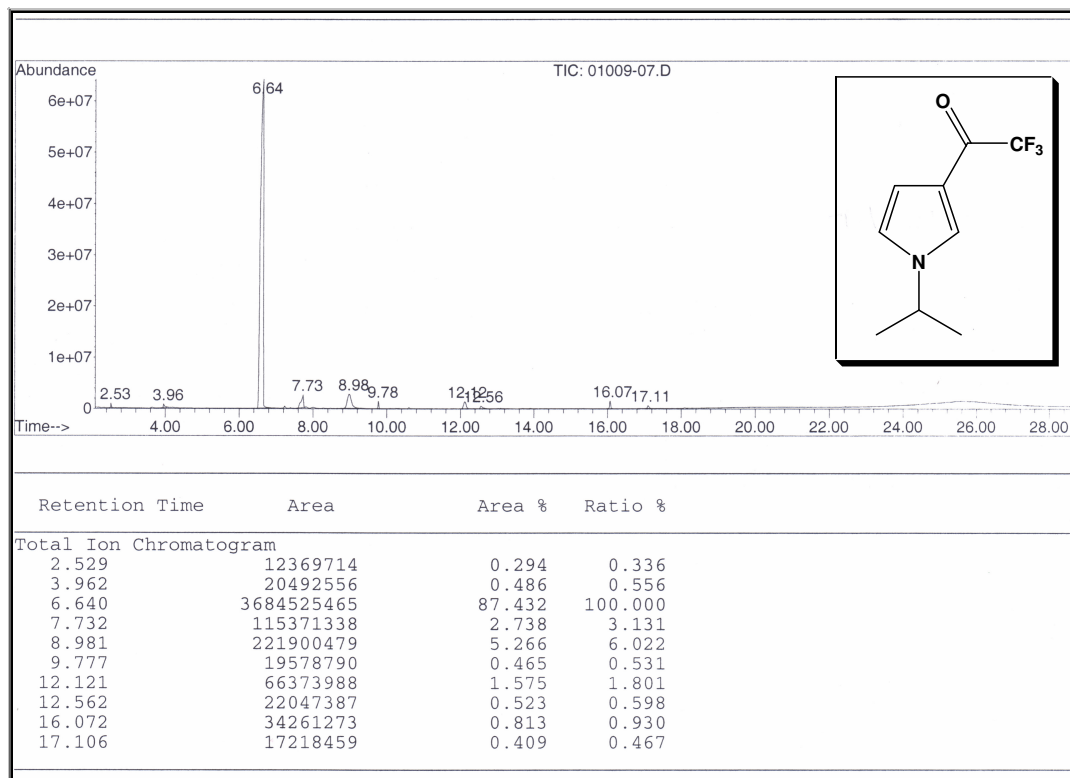 Abundance
TIC: 01009-07.D
6.64
6e+07
5e+07
4e+07
3e+07
2e+07
1e+07
0
2.53
3.96
7.73
8.98
9.78
12.12
12.56
16.07
17.11
Time-->
4.00 6.00 8.00 10.00 12.00 14.00 16.00 18.00 20.00 22.00 24.00 26.00 28.00
O
CF3
N
Retention Time Area Area % Ratio %
Total Ion Chromatogram
2.529 12369714 0.294 0.336
3.962 20492556 0.486 0.556
6.640 3684525465 87.432 100.000
7.732 115371338 2.738 3.131
8.981 221900479 5.266 6.022
9.777 19578790 0.465 0.531
12.121 66373988 1.575 1.801
12.562 22047387 0.523 0.598
16.072 34261273 0.813 0.930
17.106 17218459 0.409 0.467